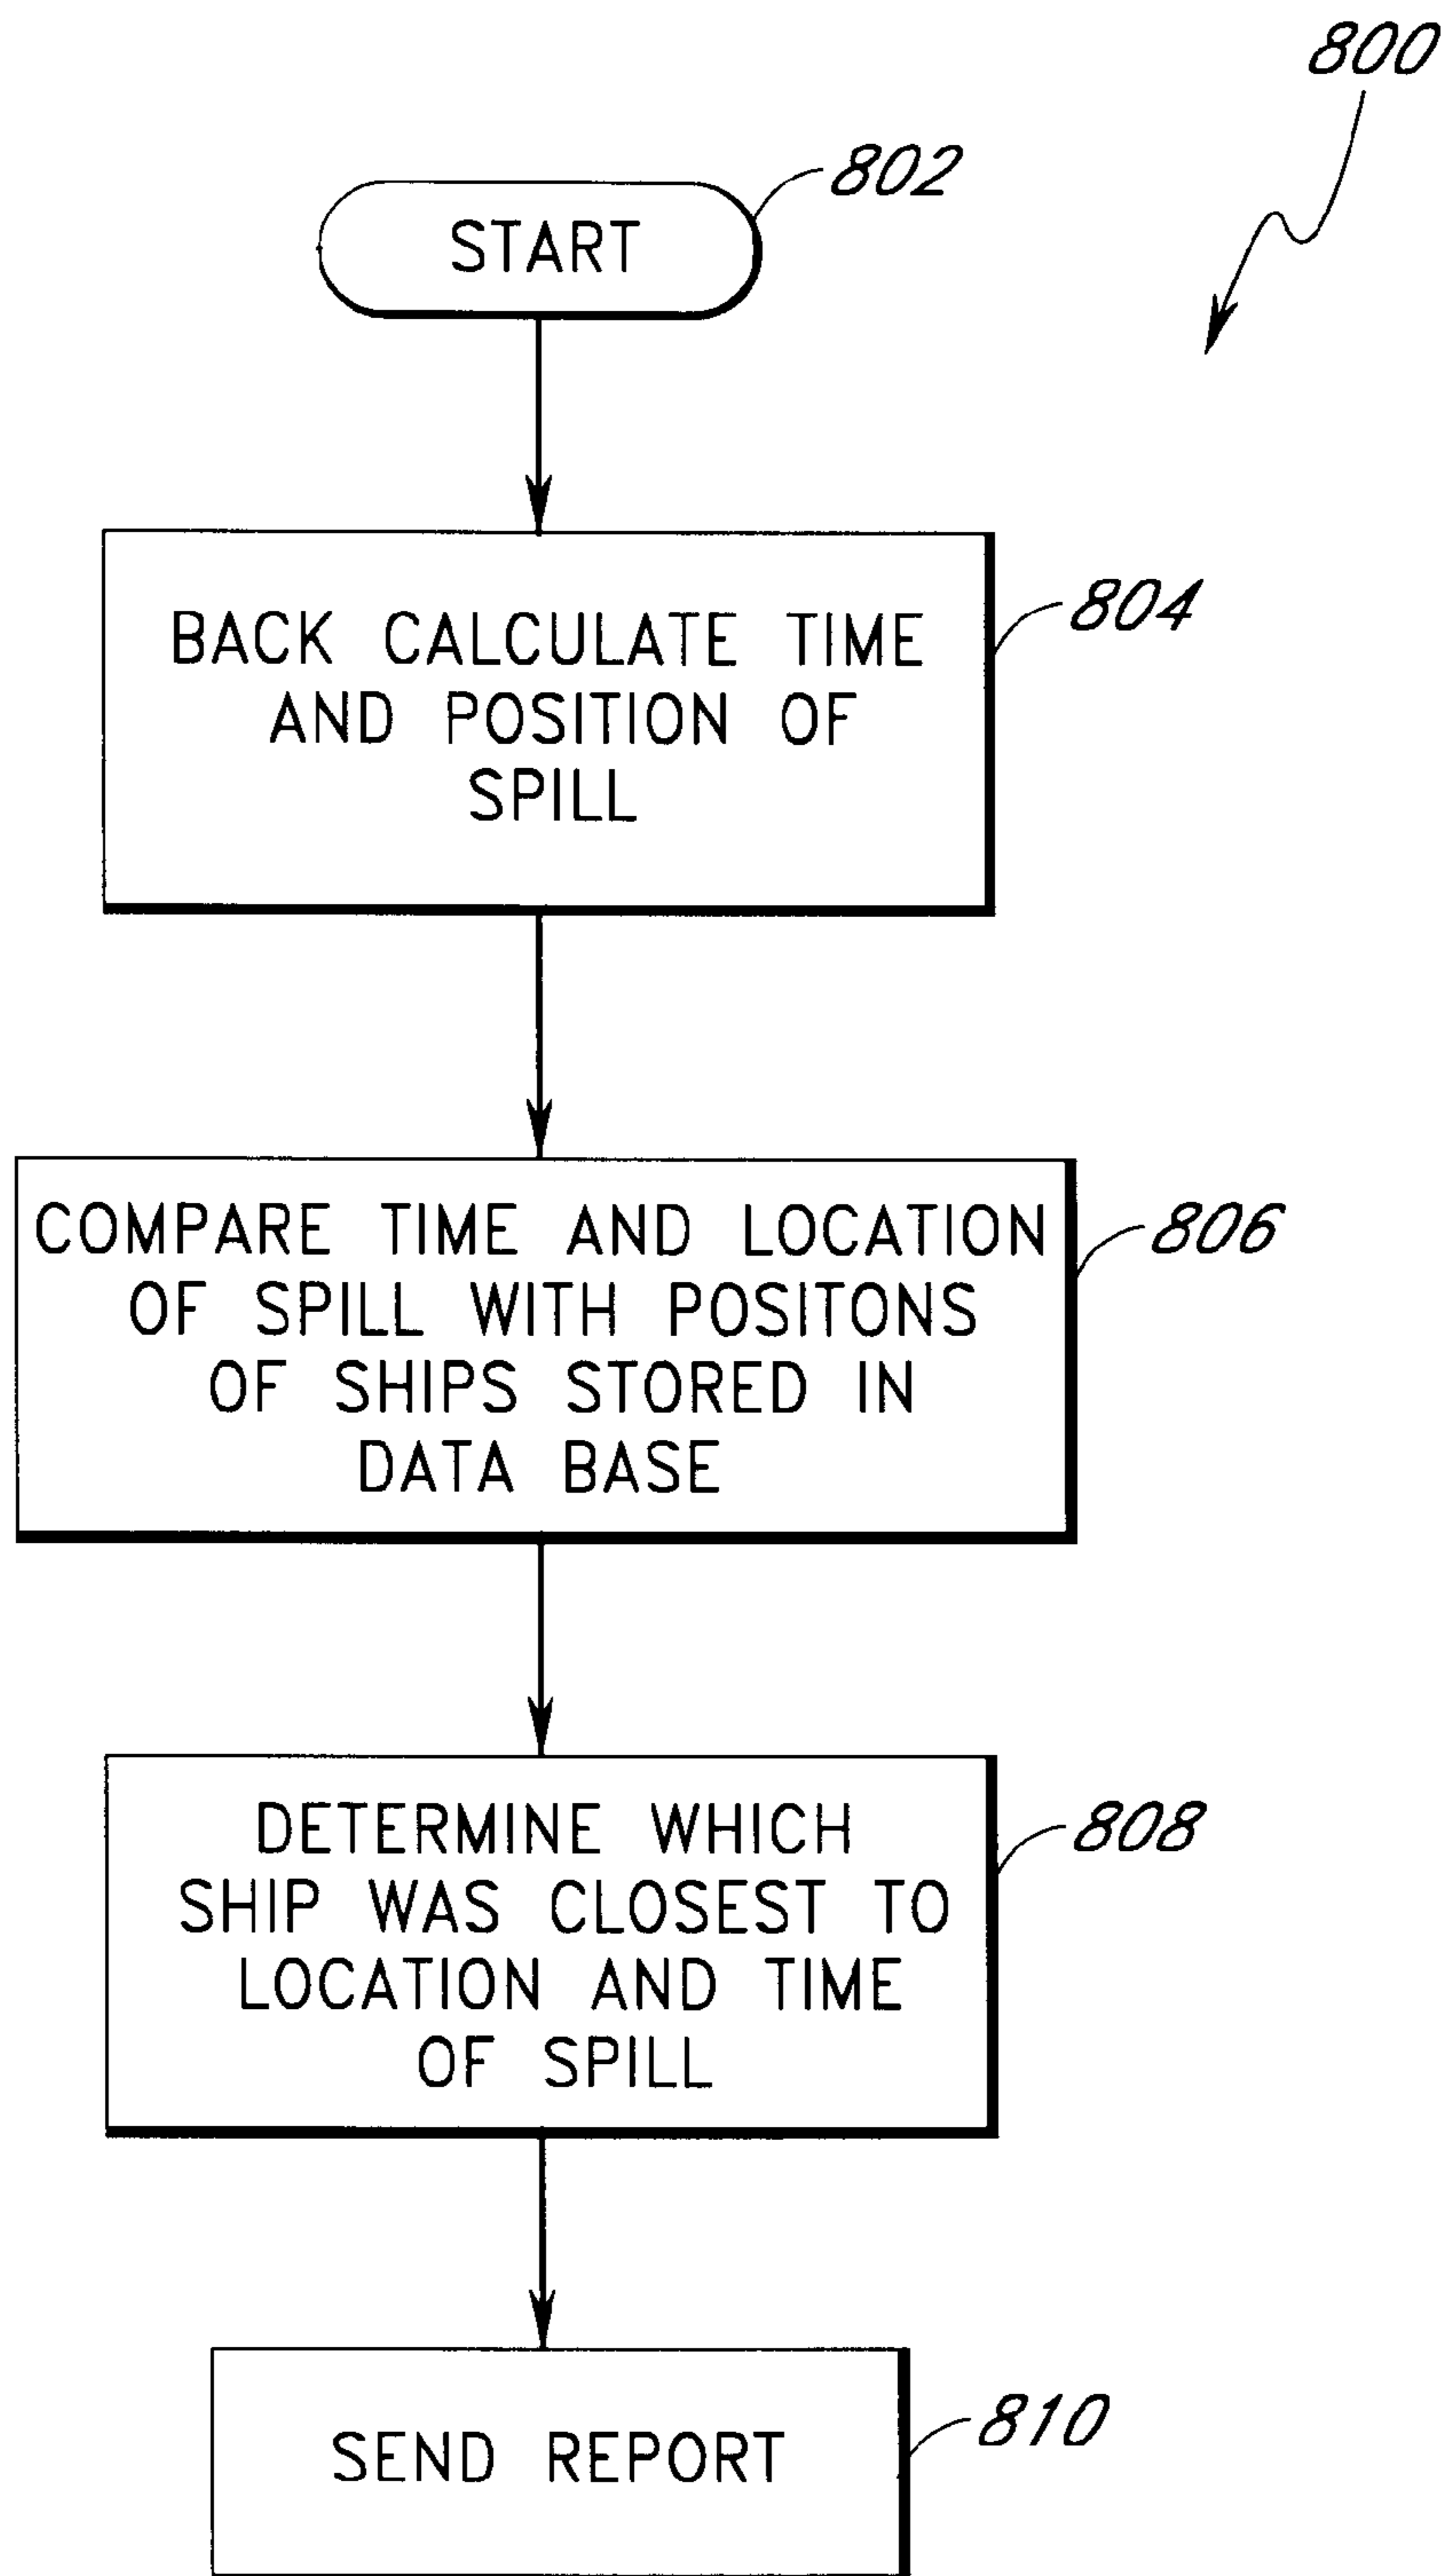 800
802
START
BACK CALCULATE TIME
AND POSITION OF
SPILL
804
COMPARE TIME AND LOCATION
OF SPILL WITH POSITONS
OF SHIPS STORED IN
DATA BASE
806
DETERMINE WHICH
SHIP WAS CLOSEST TO
LOCATION AND TIME
OF SPILL
808
SEND REPORT
810